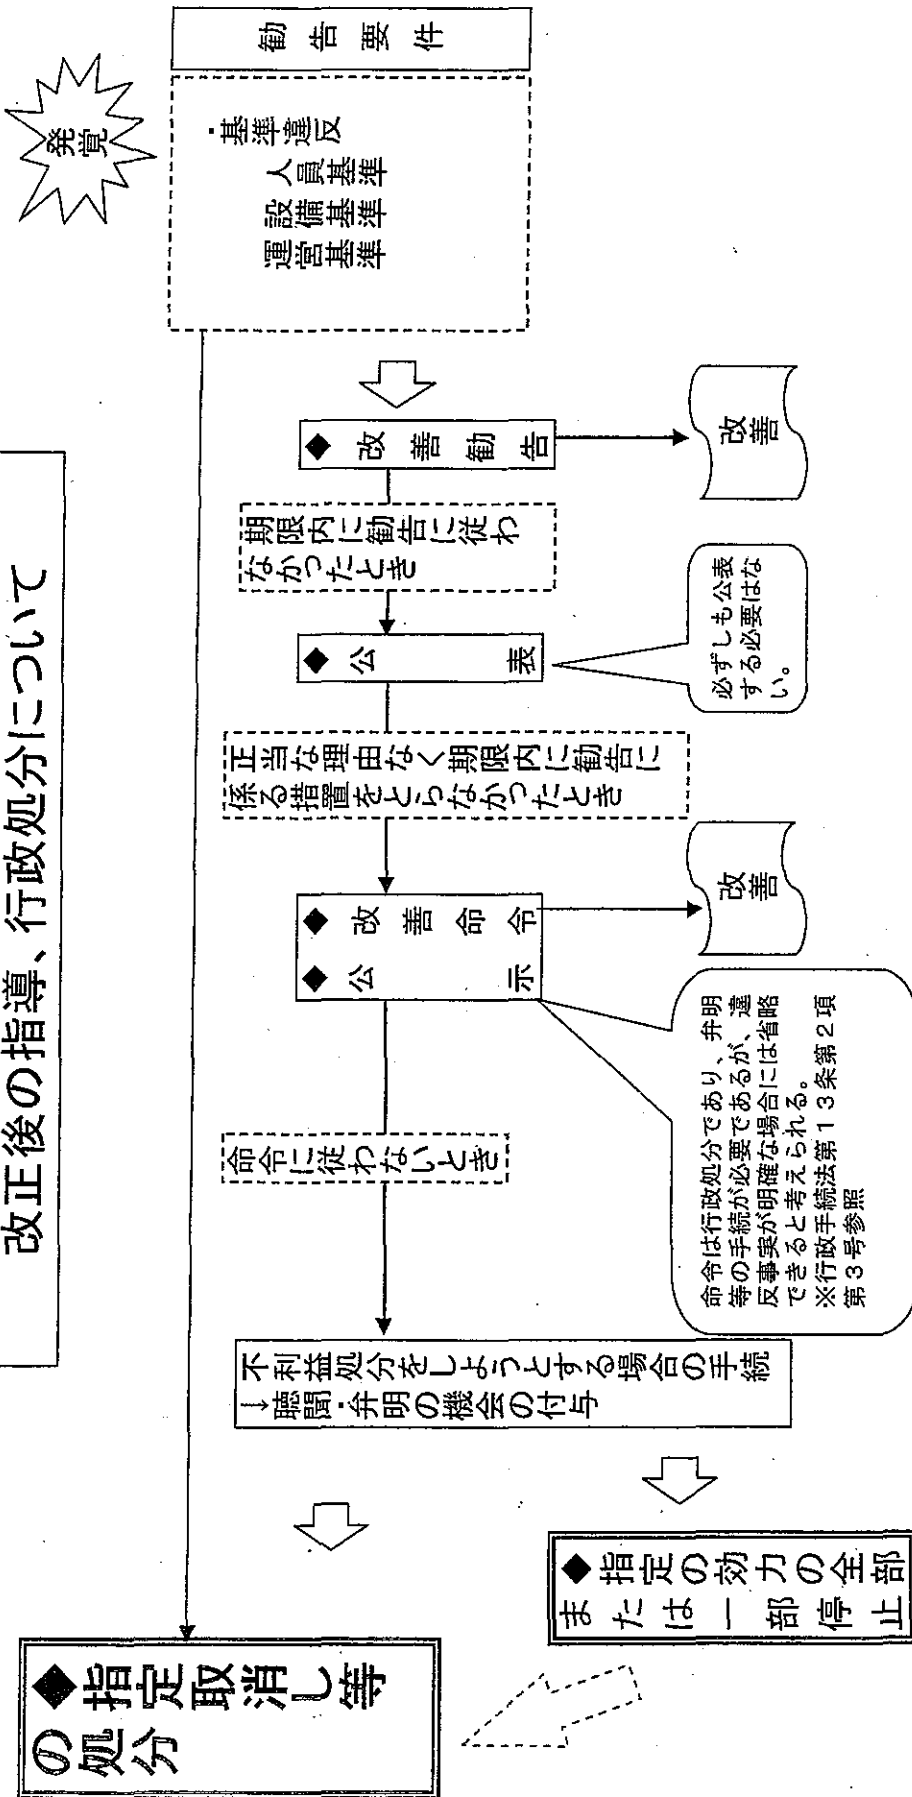 改正後の指導、行政処分について
発覚
勧告要件
・基準違反
人員基準
設備基準
運営基準
◆改善勧告
改善
期限内に勧告に従わ
なかったとき
◆公表
必ずしも公表
する必要はな
い。
正当な理由なく期限内に勧告に
係る措置をとらなかったとき
◆改善命令
◆公示
改善
命令は行政処分であり、弁明
等の手続が必要であるが、違
反事実が明確な場合には省略
できると考えられる。
※行政手続法第13条第2項
第3号参照
命令に従わないとき
不利益処分をしようとする場合の手続
→聴聞・弁明の機会の付与
◆指定取消し等
の処分
◆指定の効力の全部
または一部停止